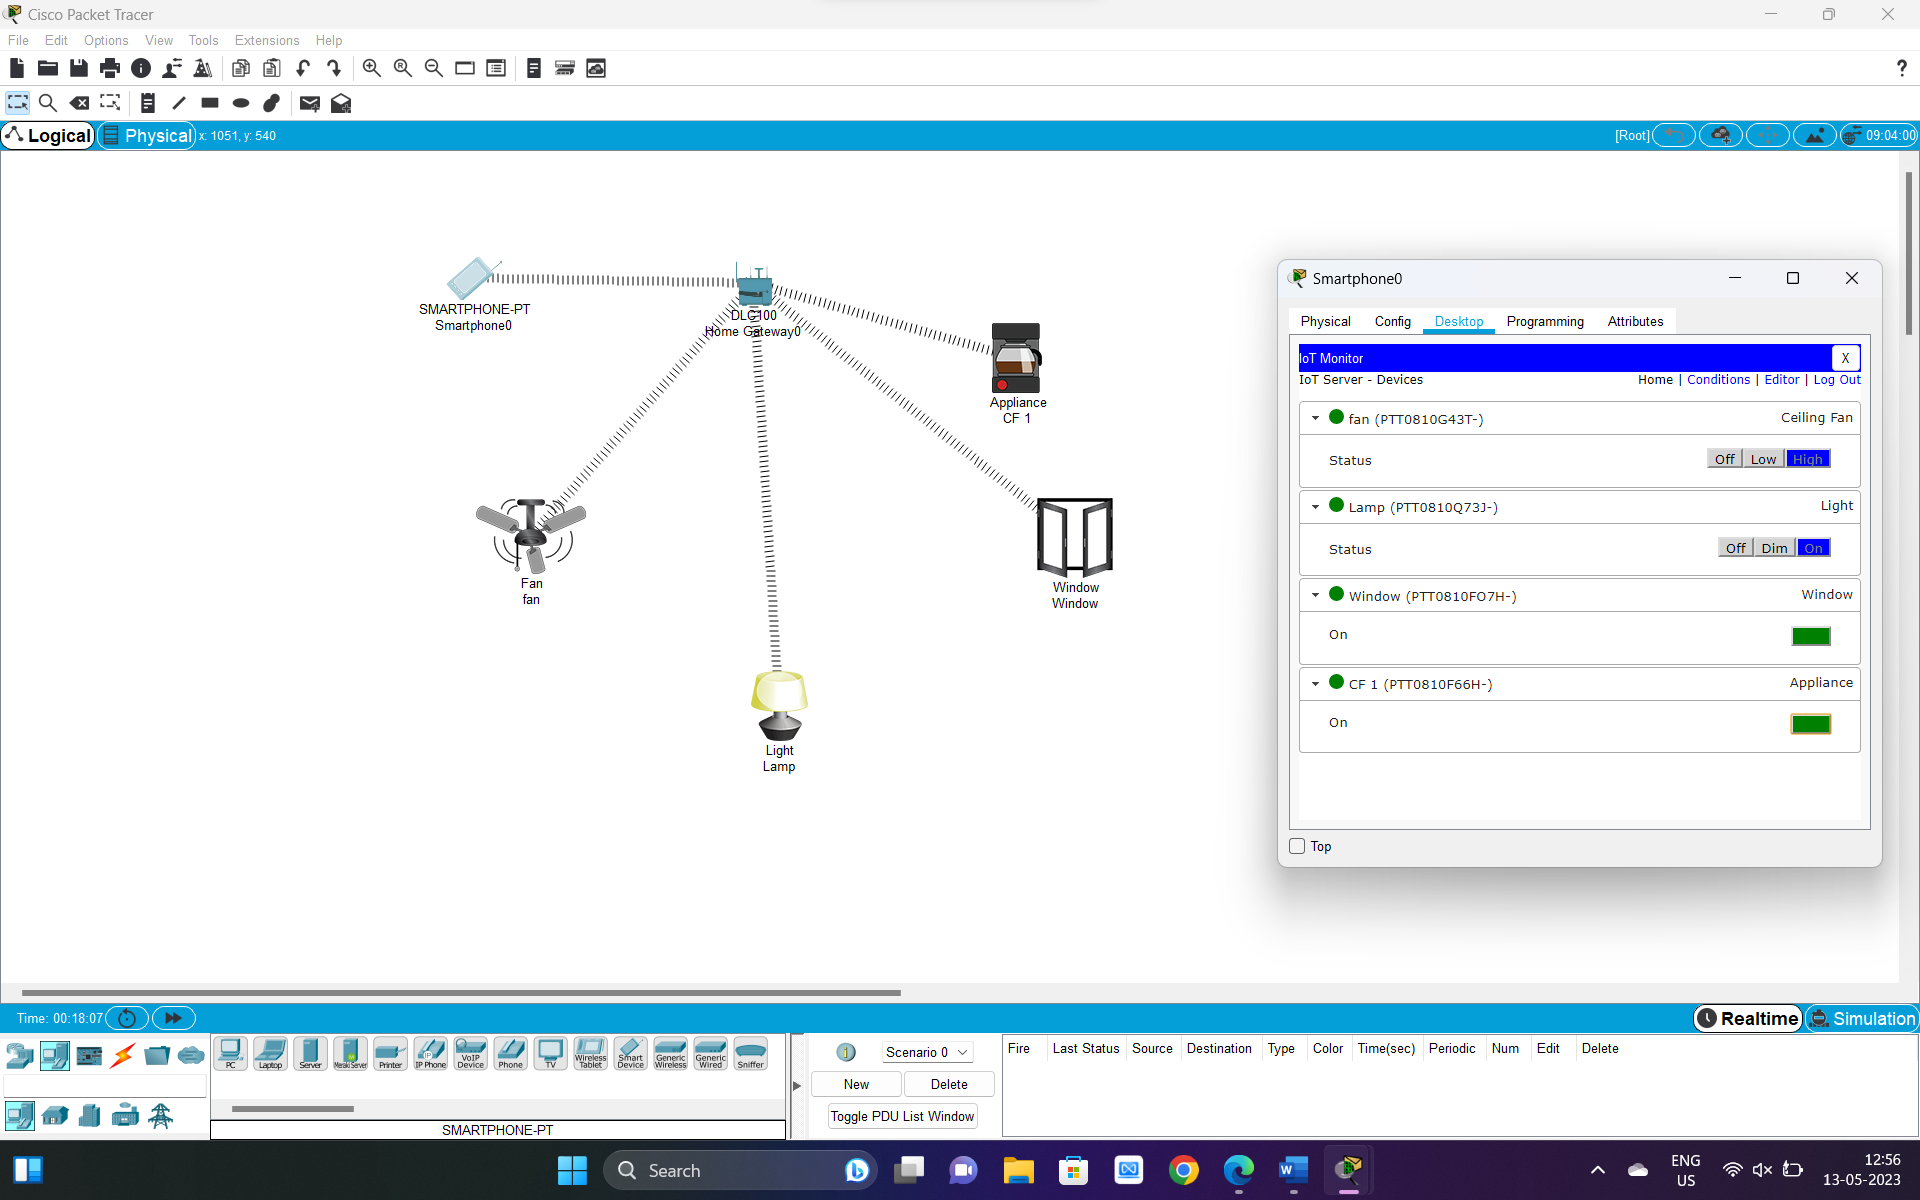 Cisco Packet Tracer
File Edit Options View Tools Extensions Help
?
Logical Physical x: 1051, y: 540 [Root] 09:04:00
SMARTPHONE-PT
Smartphone0
DLC100
Home Gateway0
Appliance
CF 1
Fan
fan
Window
Window
Light
Lamp
Smartphone0
Physical Config Desktop Programming Attributes
IoT Monitor X
IoT Server - Devices Home | Conditions | Editor | Log Out
fan (PTT0810G43T-) Ceiling Fan
Status Off Low High
Lamp (PTT0810Q73J-) Light
Status Off Dim On
Window (PTT0810FO7H-) Window
On
CF 1 (PTT0810F66H-) Appliance
On
Top
Time: 00:18:07 Realtime Simulation
PC Laptop Server Meraki Server Printer IP Phone VoIP Device Phone TV Wireless Tablet Smart Device Generic Wireless Generic Wired Sniffer
SMARTPHONE-PT
Scenario 0
New Delete
Toggle PDU List Window
Fire Last Status Source Destination Type Color Time(sec) Periodic Num Edit Delete
Search
ENG
US
12:56
13-05-2023